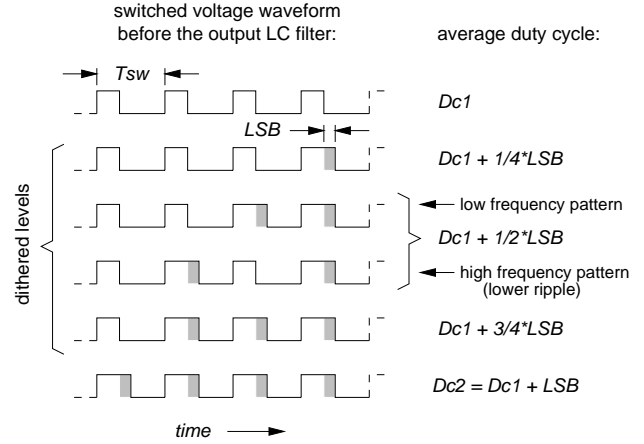 switched voltage waveform
before the output LC filter:
average duty cycle:
Tsw
Dc1
LSB
Dc1 + 1/4*LSB
dithered levels
low frequency pattern
Dc1 + 1/2*LSB
high frequency pattern
(lower ripple)
Dc1 + 3/4*LSB
Dc2 = Dc1 + LSB
time